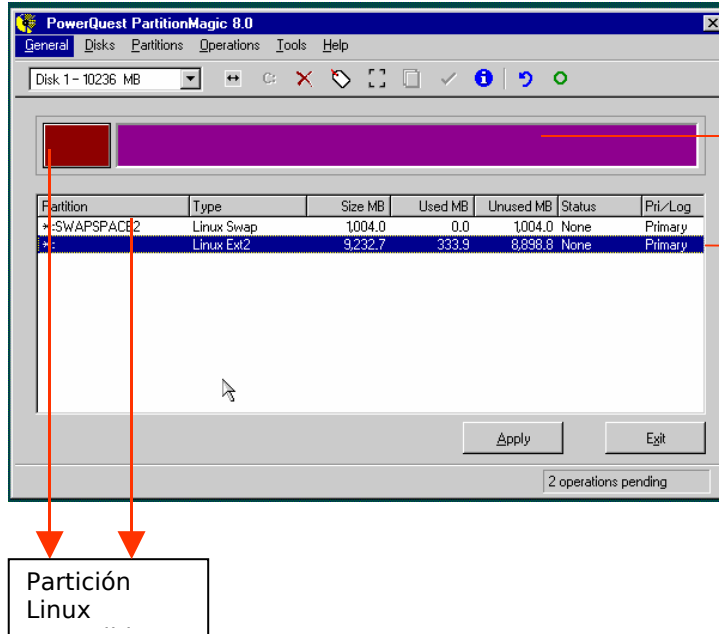 PowerQuest PartitionMagic 8.0
General Disks Partitions Operations Tools Help
Disk 1 - 10236 MB
Partition Type Size MB Used MB Unused MB Status Pri/Log
*:SWAPSPACE2 Linux Swap 1,004.0 0.0 1,004.0 None Primary
*: Linux Ext2 9,232.7 333.9 8,898.8 None Primary
Apply Exit
2 operations pending
Partición
Linux